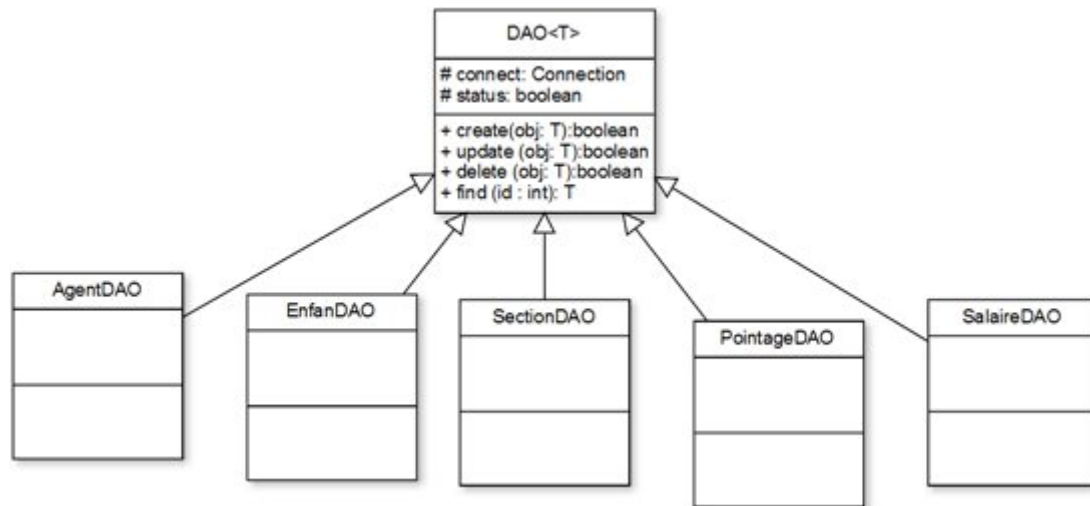 DAO<T>
# connect: Connection
# status: boolean
+ create(obj: T):boolean
+ update (obj: T):boolean
+ delete (obj: T):boolean
+ find (id : int): T
AgentDAO
EnfanDAO
SectionDAO
PointageDAO
SalaireDAO